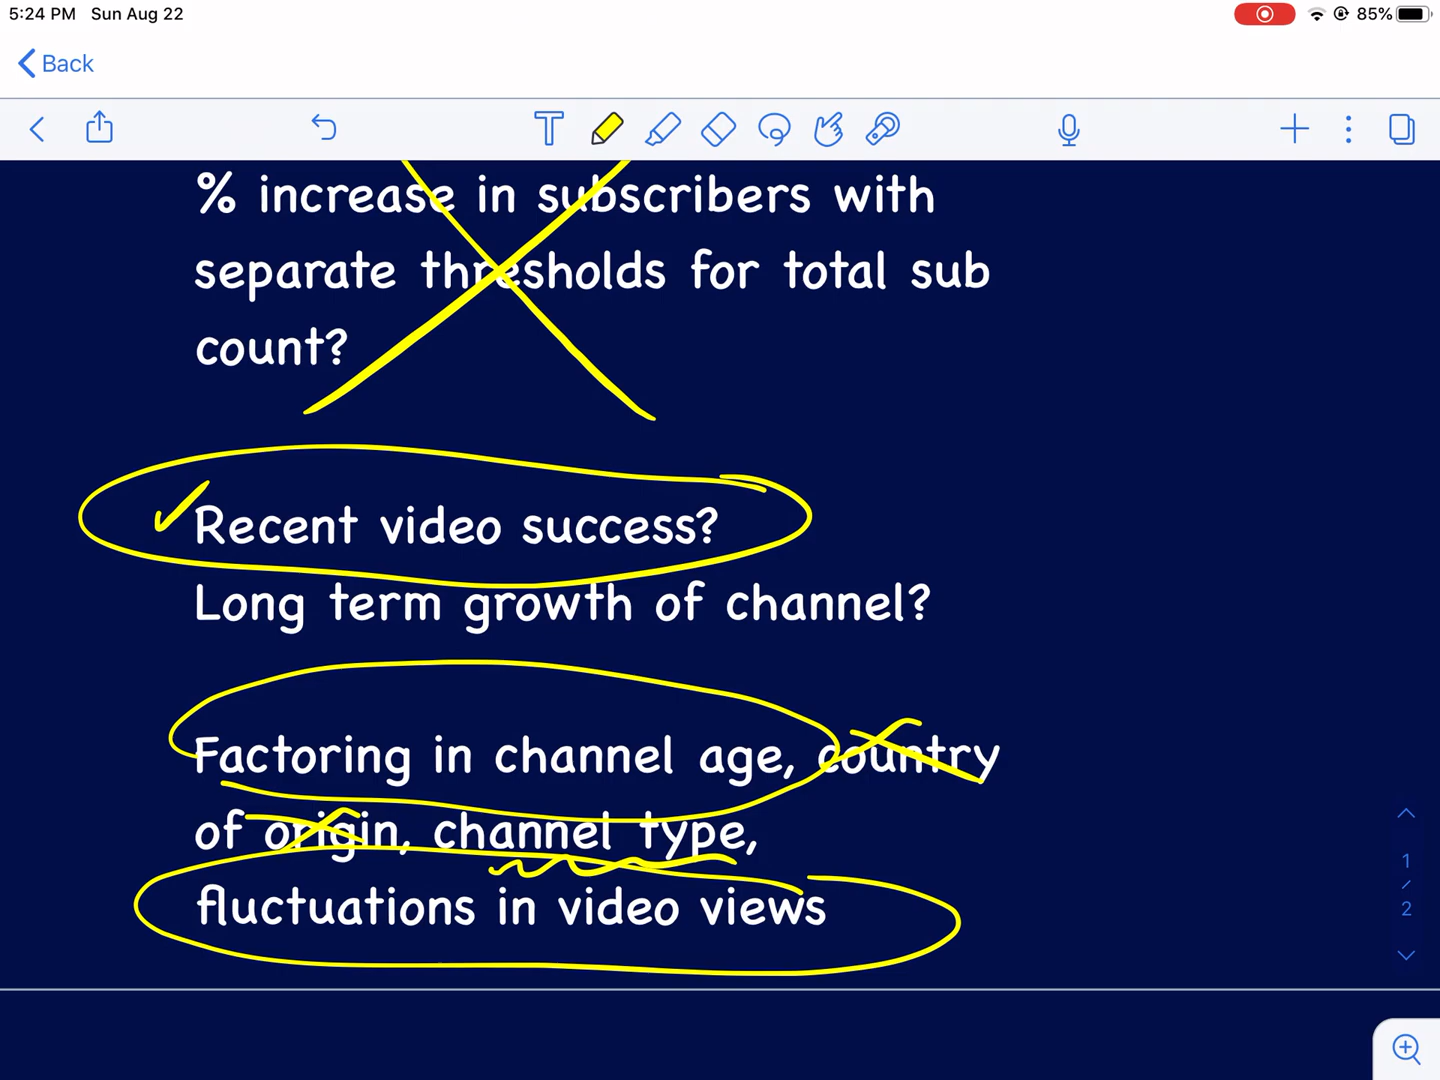 5:24 PM Sun Aug 22
85%
Back
% increase in subscribers with
separate thresholds for total sub
count?
Recent video success?
Long term growth of channel?
Factoring in channel age, country
of origin, channel type,
fluctuations in video views
1
/
2